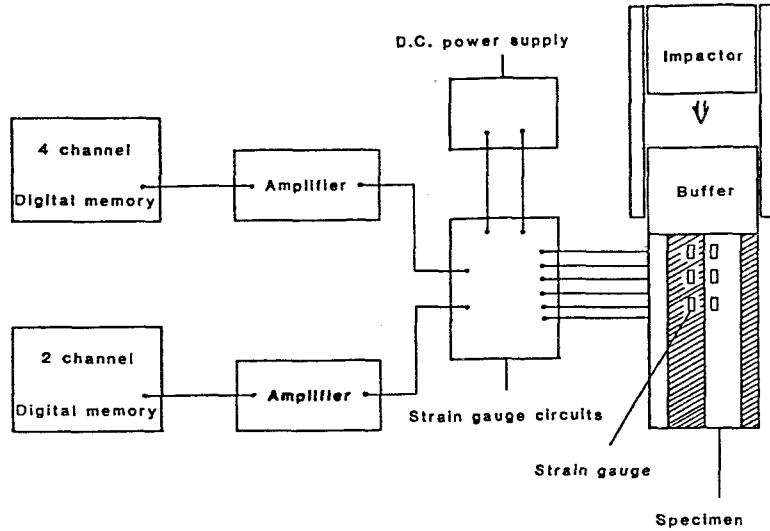 D.C. power supply
Impactor
4 channel
Digital memory
Amplifier
Buffer
2 channel
Digital memory
Amplifier
Strain gauge circuits
Strain gauge
Specimen